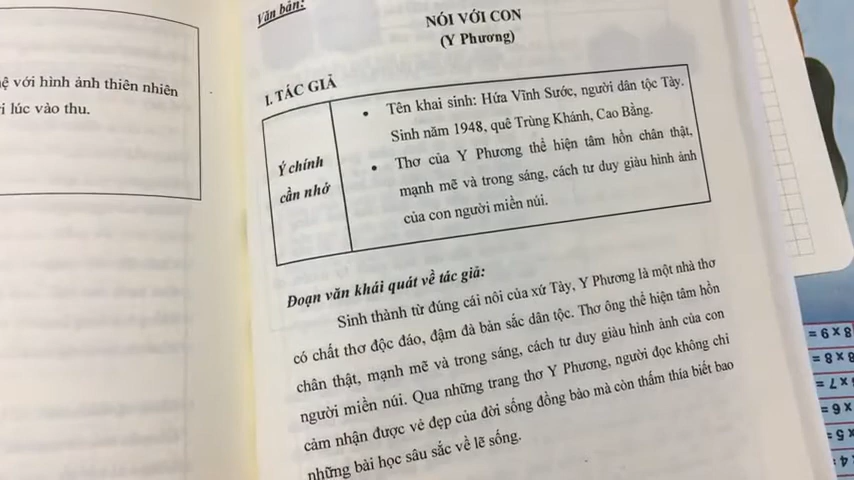 ệ với hình ảnh thiên nhiên
i lúc vào thu.
Văn bản:
NÓI VỚI CON
(Y Phương)
I. TÁC GIẢ
Ý chính
cần nhớ
• Tên khai sinh: Hứa Vĩnh Sước, người dân tộc Tày.
Sinh năm 1948, quê Trùng Khánh, Cao Bằng.
• Thơ của Y Phương thể hiện tâm hồn chân thật,
mạnh mẽ và trong sáng, cách tư duy giàu hình ảnh
của con người miền núi.
Đoạn văn khái quát về tác giả:
Sinh thành từ đúng cái nôi của xứ Tày, Y Phương là một nhà thơ
có chất thơ độc đáo, đậm đà bản sắc dân tộc. Thơ ông thể hiện tâm hồn
chân thật, mạnh mẽ và trong sáng, cách tư duy giàu hình ảnh của con
người miền núi. Qua những trang thơ Y Phương, người đọc không chỉ
cảm nhận được vẻ đẹp của đời sống đồng bào mà còn thấm thía biết bao
những bài học sâu sắc về lẽ sống.
8 x 9 =
8 x 8 =
x 7 =
x 6 =
x 5 =
4 =